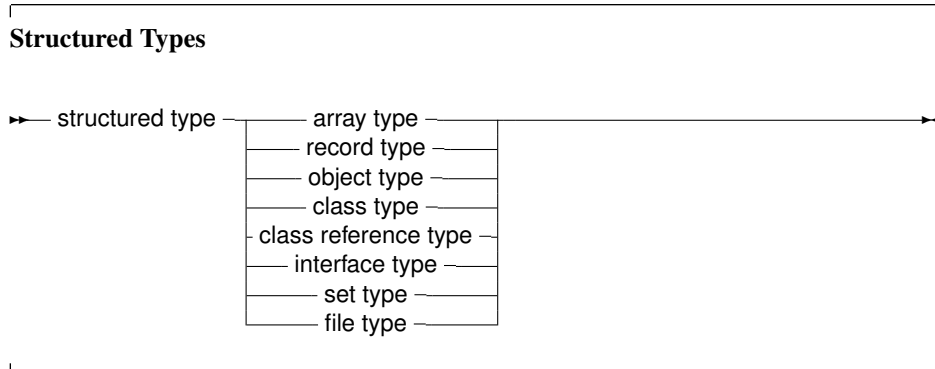 Structured Types
structured type array type
record type
object type
class type
class reference type
interface type
set type
file type